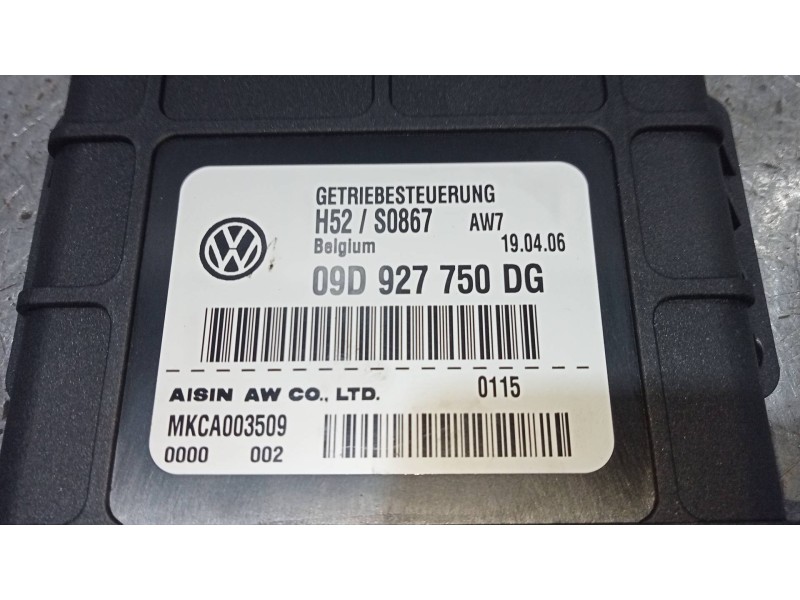 GETRIEBESTEUERUNG
H52 / S0867 AW7
Belgium 19.04.06
09D 927 750 DG
AISIN AW CO., LTD. 0115
MKCA003509
0000 002